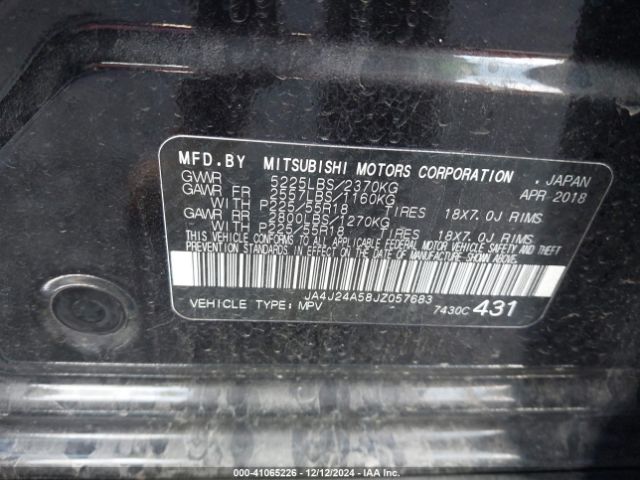 MFD.BY MITSUBISHI MOTORS CORPORATION , JAPAN
GVWR 5225LBS/2370KG APR 2018
GAWR FR 2557LBS/1160KG
WITH P225/55R18 TIRES 18X7.0J RIMS
GAWR RR 2800LBS/1270KG
WITH P225/55R18 TIRES 18X7.0J RIMS
THIS VEHICLE CONFORMS TO ALL APPLICABLE FEDERAL MOTOR VEHICLE SAFETY, BUMPER AND THEFT
PREVENTION STANDARDS IN EFFECT ON THE DATE OF MANUFACTURE SHOWN ABOVE.
JA4J24A58JZ057683
VEHICLE TYPE: MPV 7430C 431
000-41065226 - 12/12/2024 - IAA Inc.